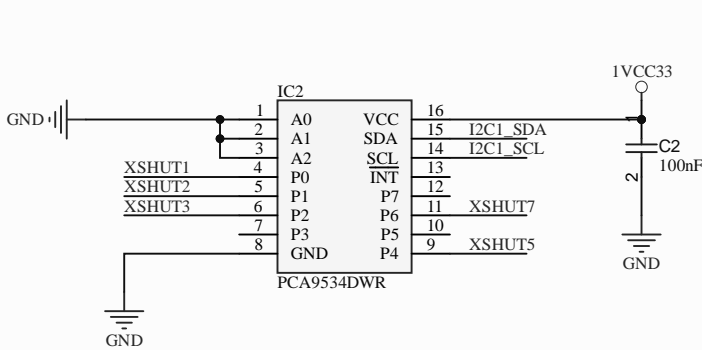 1VCC33
IC2
GND
1 A0 VCC 16
2 A1 SDA 15 I2C1_SDA
3 A2 SCL 14 I2C1_SCL
XSHUT1 4 P0 INT 13
XSHUT2 5 P1 P7 12
XSHUT3 6 P2 P6 11 XSHUT7
7 P3 P5 10
8 GND P4 9 XSHUT5
PCA9534DWR
1
C2
100nF
2
GND
GND